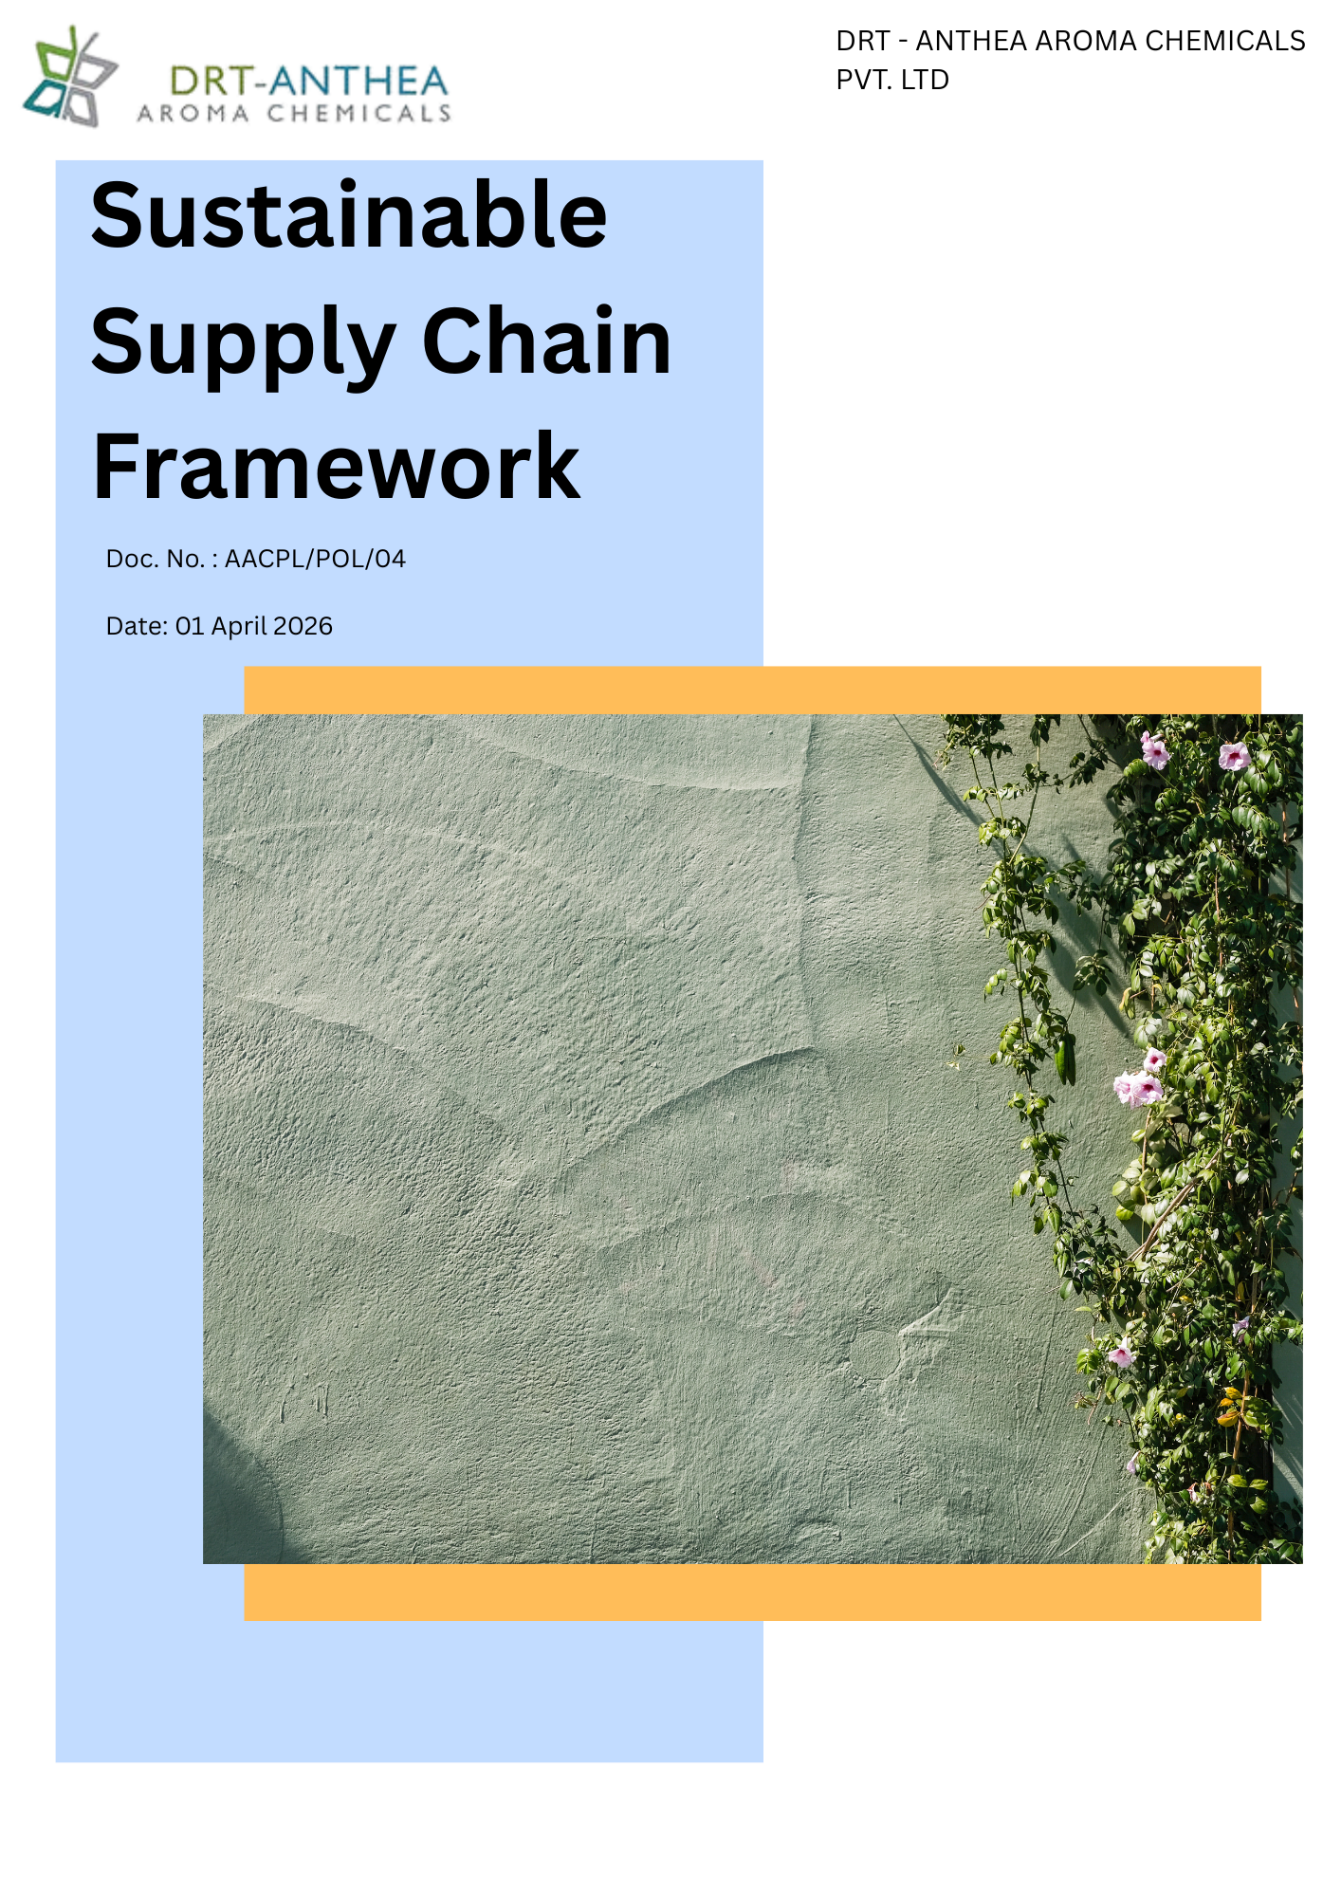 DRT-ANTHEA
AROMA CHEMICALS
DRT - ANTHEA AROMA CHEMICALS
PVT. LTD
Sustainable
Supply Chain
Framework
Doc. No. : AACPL/POL/04
Date: 01 April 2026